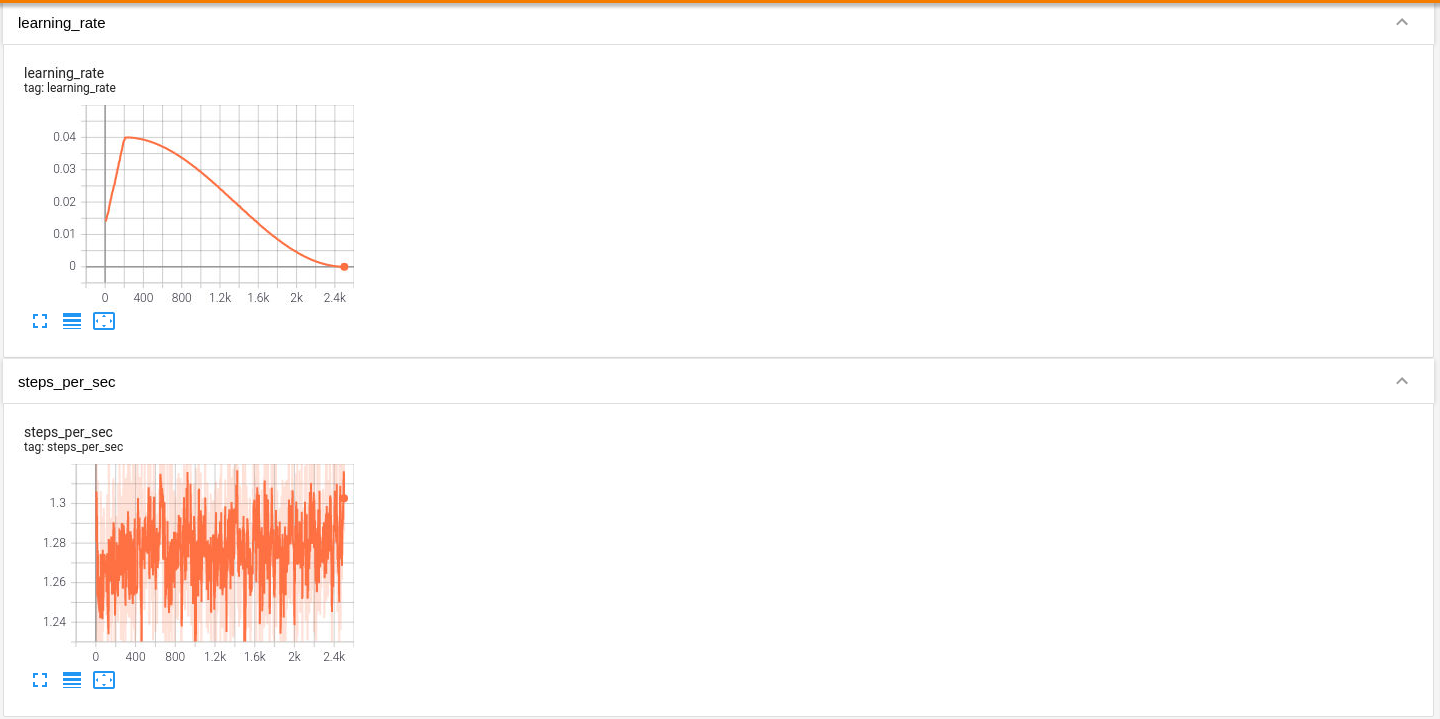 learning_rate
learning_rate
tag: learning_rate
0.04
0.03
0.02
0.01
0
0 400 800 1.2k 1.6k 2k 2.4k
steps_per_sec
steps_per_sec
tag: steps_per_sec
1.3
1.28
1.26
1.24
0 400 800 1.2k 1.6k 2k 2.4k